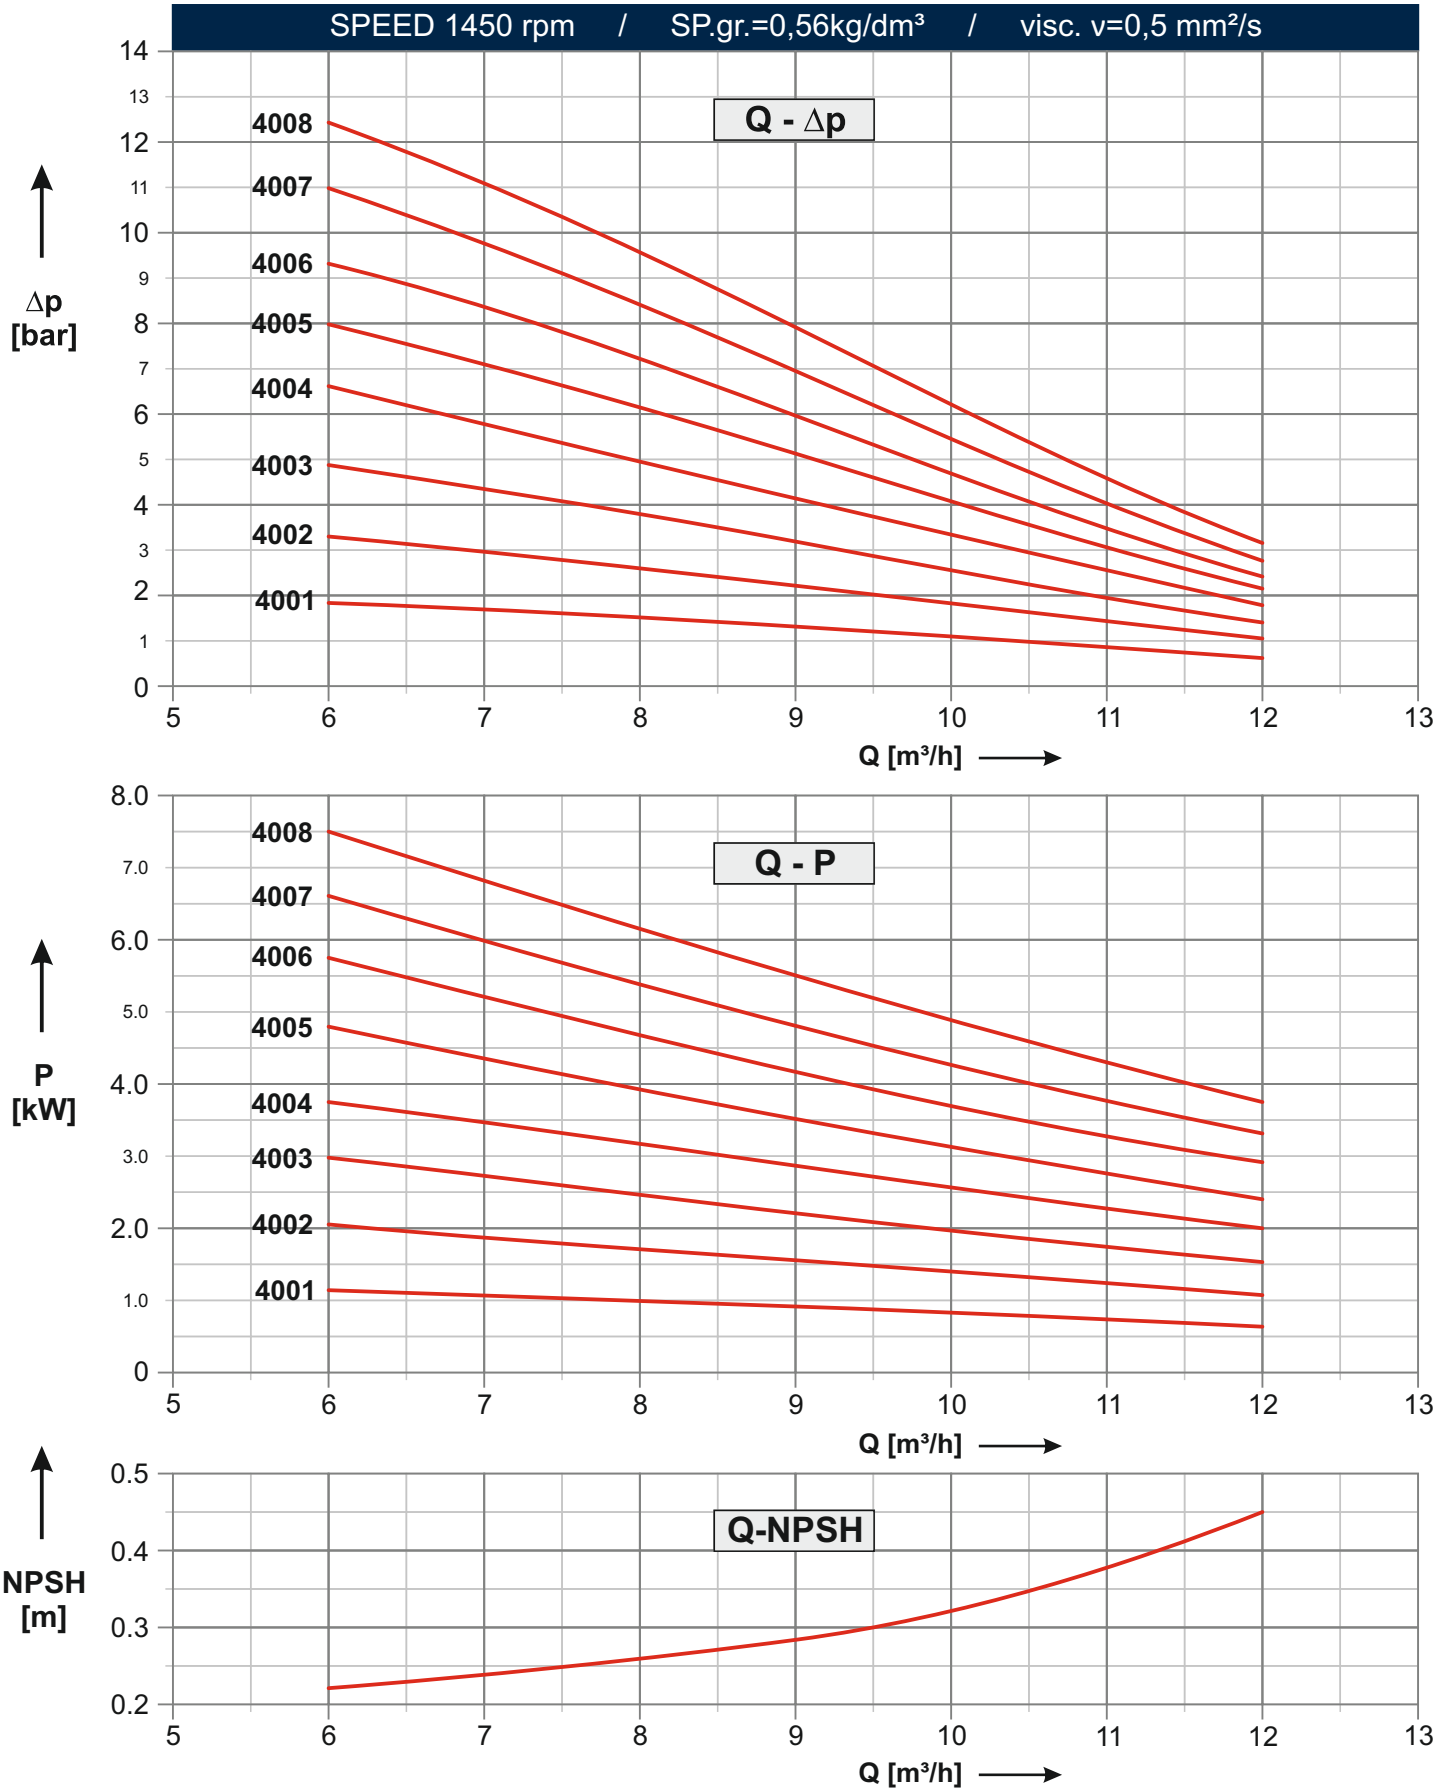 SPEED 1450 rpm / SP.gr.=0,56kg/dm³ / visc. ν=0,5 mm²/s
Q - Δp
Δp
[bar]
14
13
12
11
10
9
8
7
6
5
4
3
2
1
0
4008
4007
4006
4005
4004
4003
4002
4001
5 6 7 8 9 10 11 12 13
Q [m³/h]
Q - P
P
[kW]
8.0
7.0
6.0
5.0
4.0
3.0
2.0
1.0
0
4008
4007
4006
4005
4004
4003
4002
4001
5 6 7 8 9 10 11 12 13
Q [m³/h]
Q-NPSH
NPSH
[m]
0.5
0.4
0.3
0.2
5 6 7 8 9 10 11 12 13
Q [m³/h]